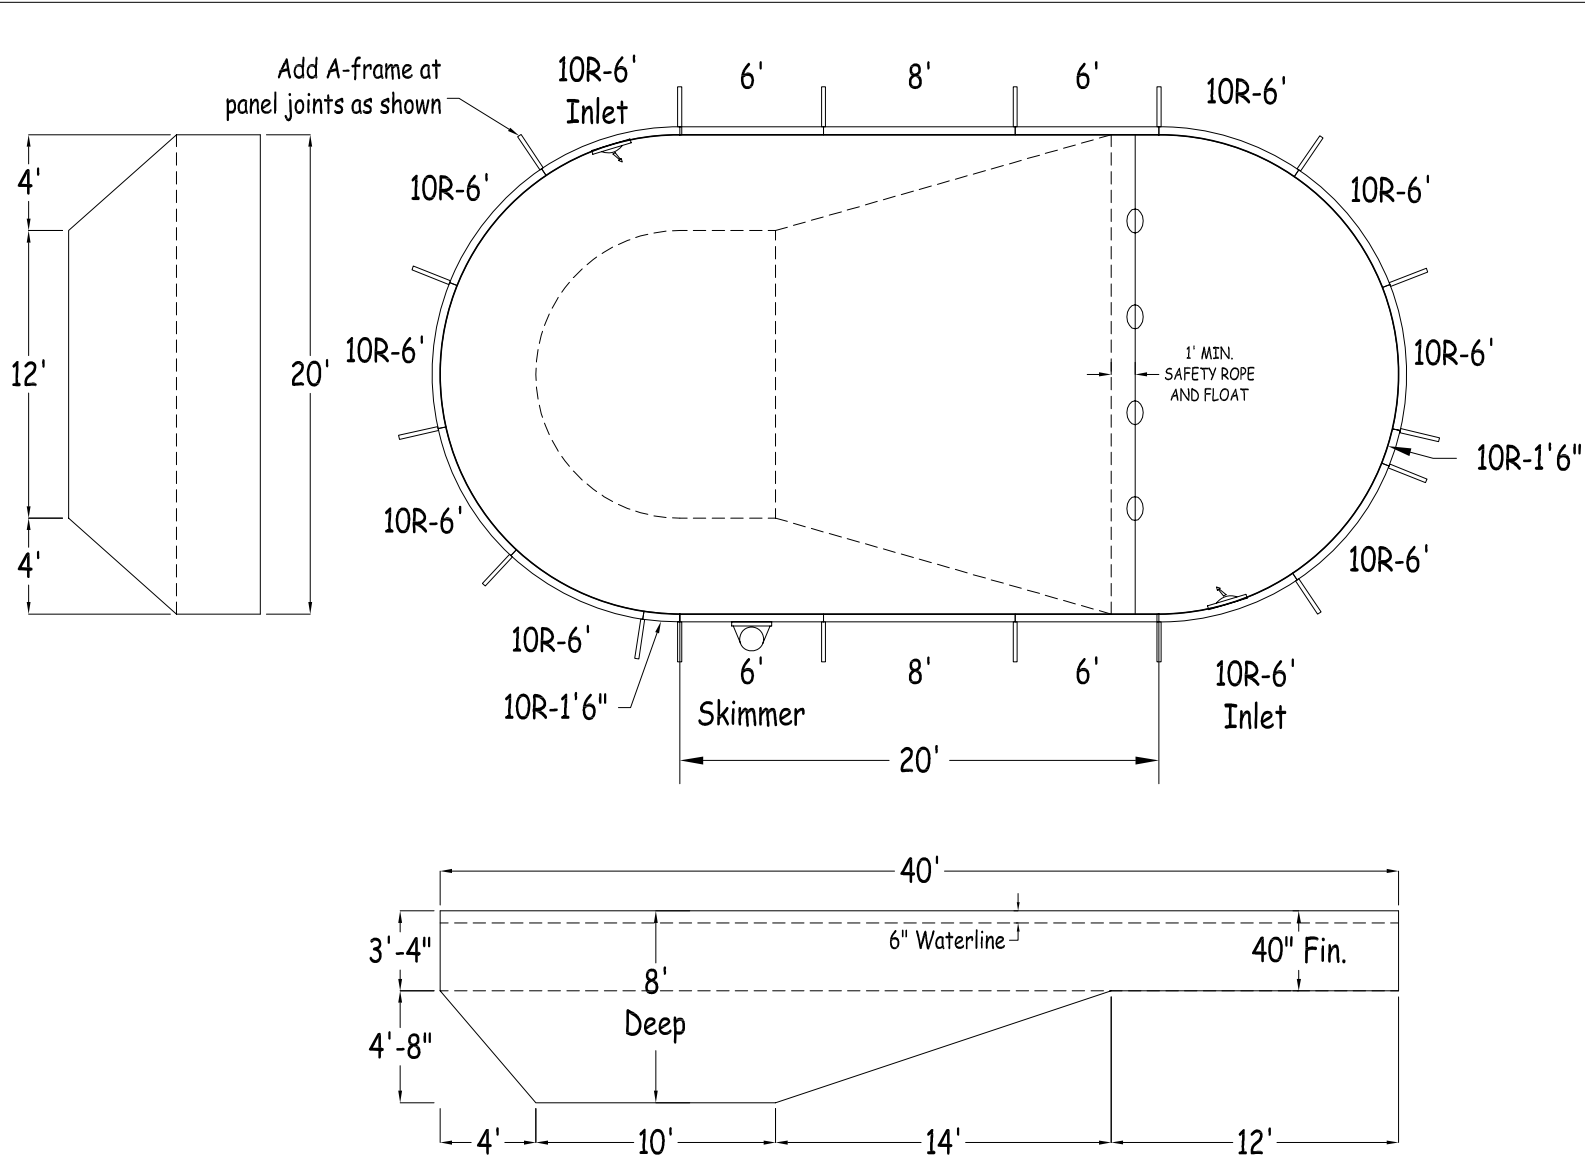 Add A-frame at
panel joints as shown
10R-6'
Inlet
6'
8'
6'
10R-6'
4'
10R-6'
10R-6'
12'
20'
10R-6'
1' MIN.
SAFETY ROPE
AND FLOAT
10R-6'
10R-1'6"
10R-6'
4'
10R-6'
10R-6'
10R-1'6"
6'
Skimmer
8'
6'
10R-6'
Inlet
20'
40'
3'-4"
6" Waterline
40" Fin.
8'
Deep
4'-8"
4'
10'
14'
12'